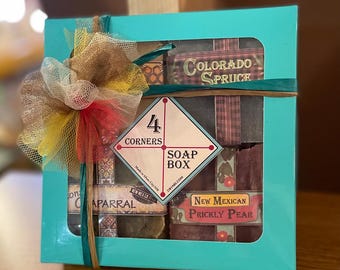 COLORADO
SPRUCE
4
CORNERS
SOAP
BOX
CHAPARRAL
NEW MEXICAN
PRICKLY PEAR